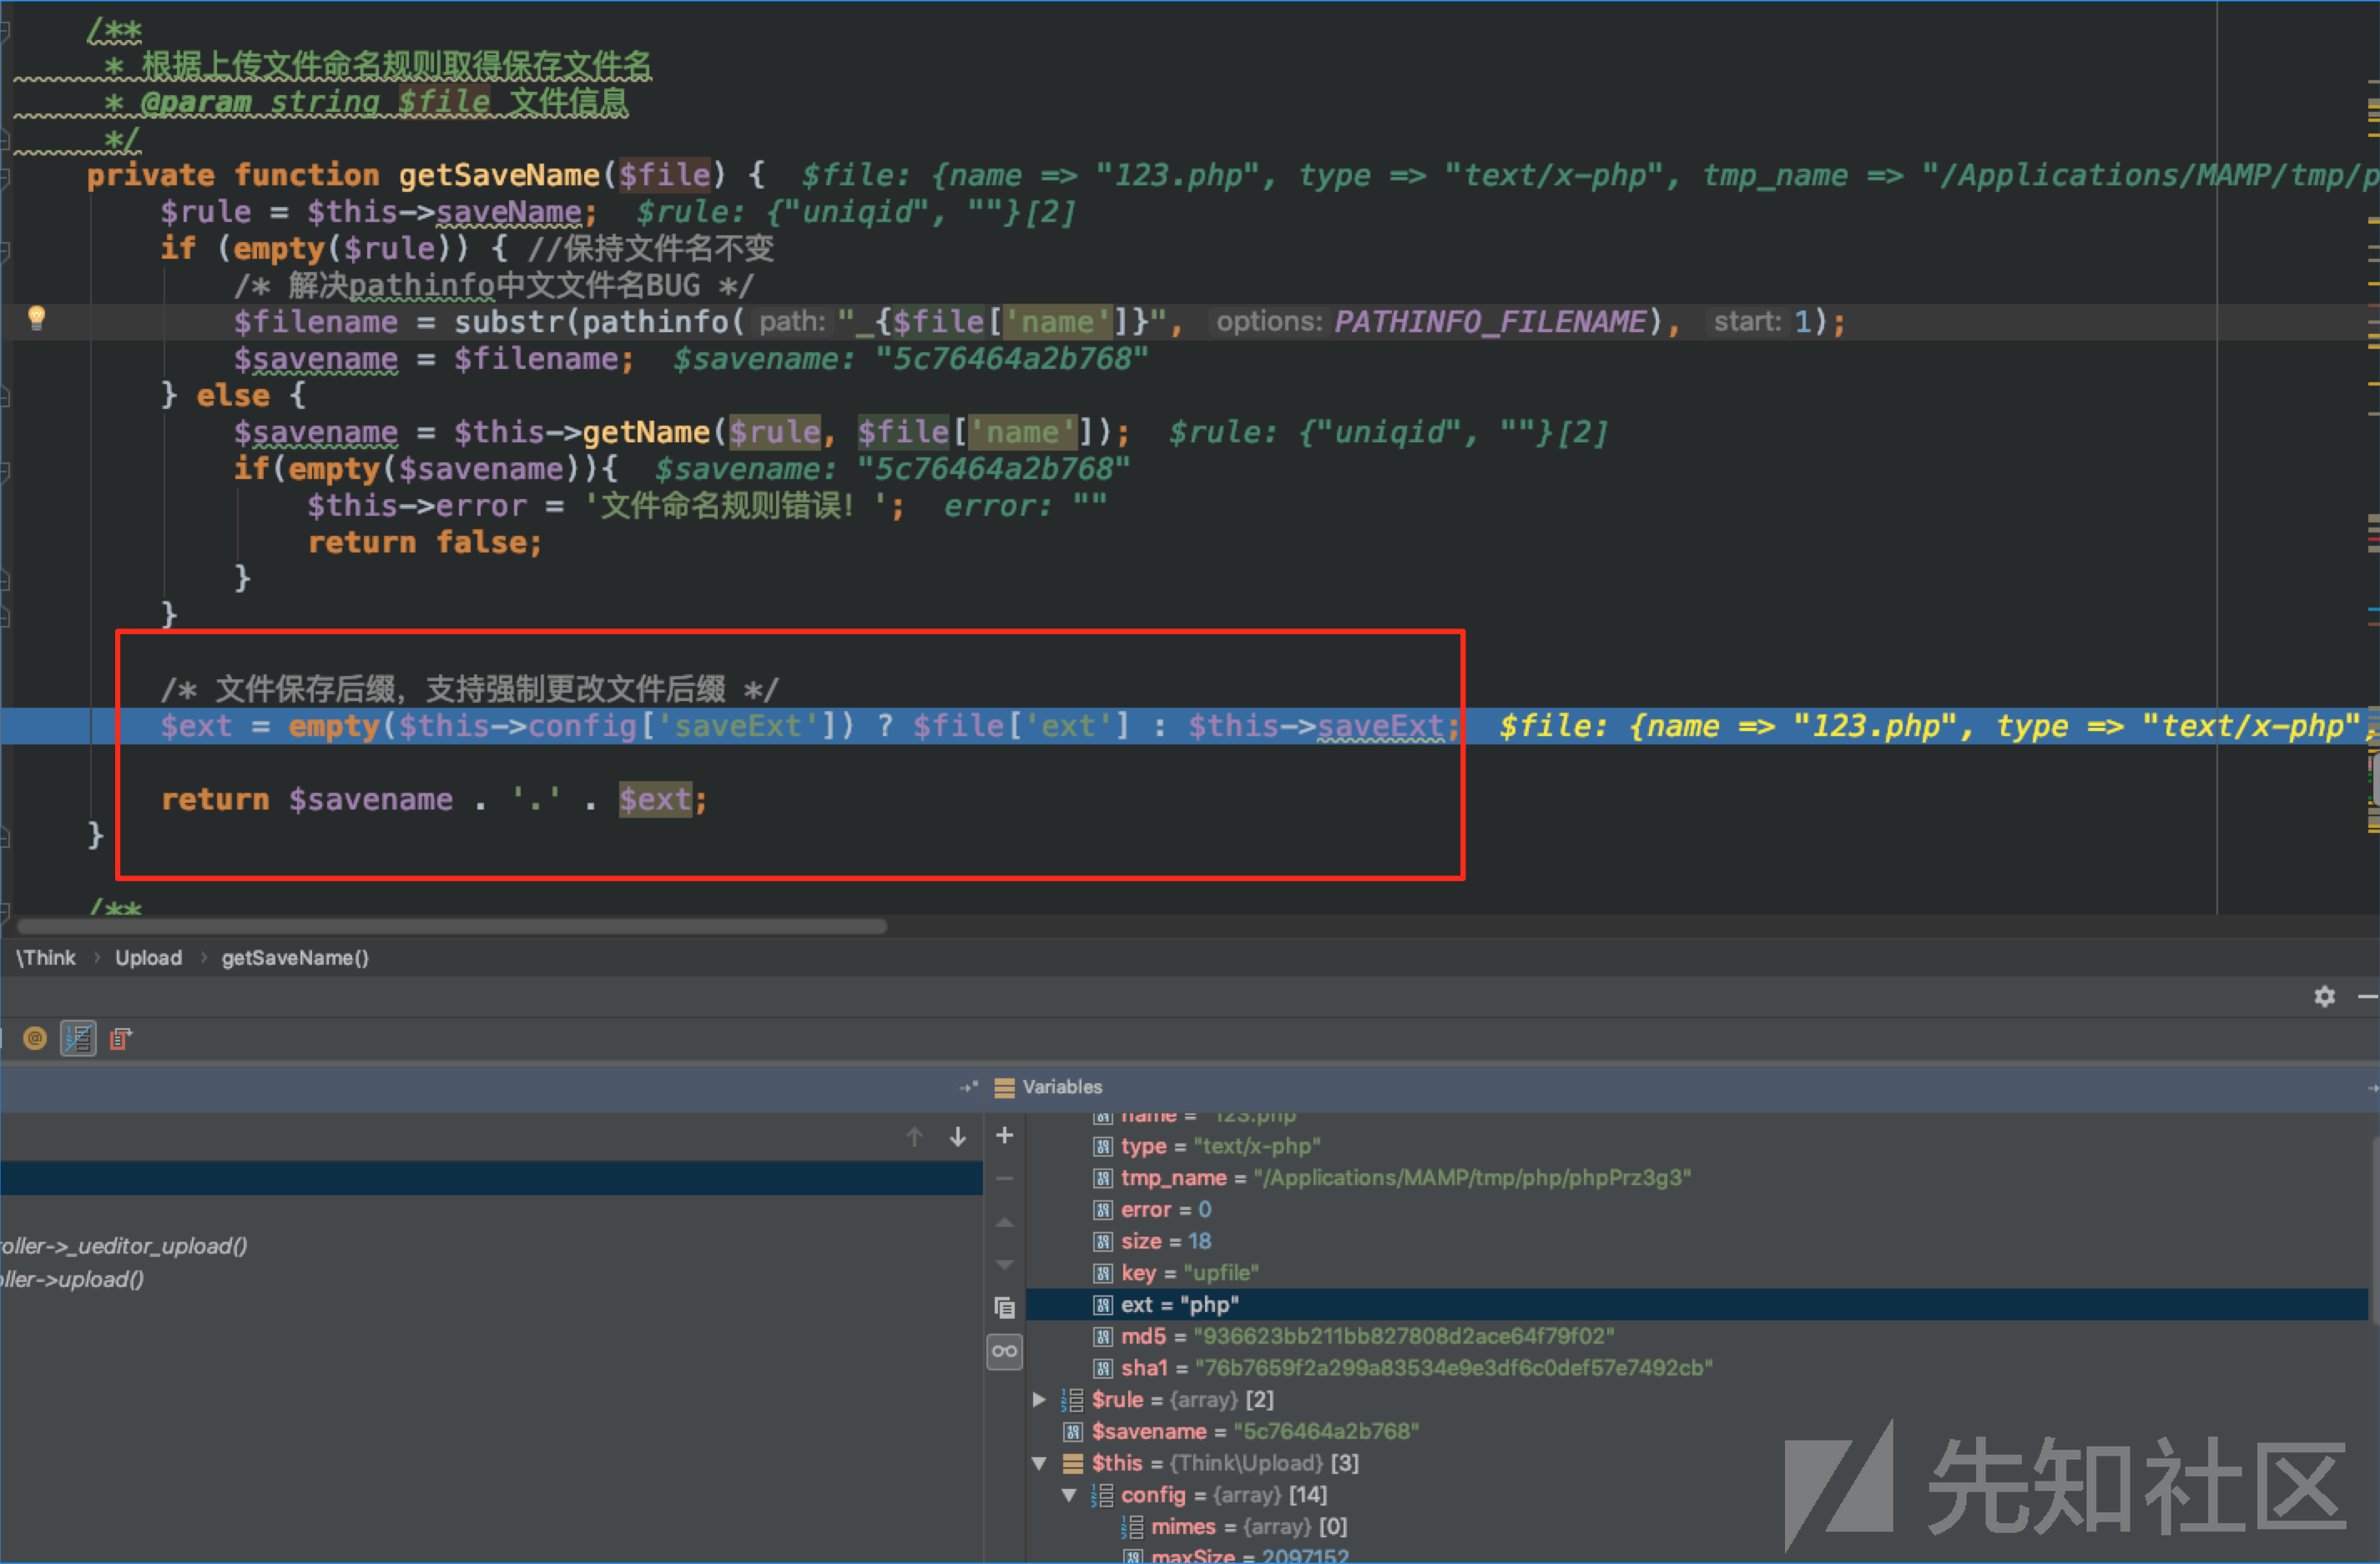 /**
* 根据上传文件命名规则取得保存文件名
* @param string $file 文件信息
*/
private function getSaveName($file) { $file: {name => "123.php", type => "text/x-php", tmp_name => "/Applications/MAMP/tmp/p
$rule = $this->saveName; $rule: {"uniqid", ""}[2]
if (empty($rule)) { //保持文件名不变
/* 解决pathinfo中文文件名BUG */
$filename = substr(pathinfo( path: "_{$file['name']}", options: PATHINFO_FILENAME), start: 1);
$savename = $filename; $savename: "5c76464a2b768"
} else {
$savename = $this->getName($rule, $file['name']); $rule: {"uniqid", ""}[2]
if(empty($savename)){ $savename: "5c76464a2b768"
$this->error = '文件命名规则错误！'; error: ""
return false;
}
}
/* 文件保存后缀，支持强制更改文件后缀 */
$ext = empty($this->config['saveExt']) ? $file['ext'] : $this->saveExt; $file: {name => "123.php", type => "text/x-php",
return $savename . '.' . $ext;
}
/**
\Think › Upload › getSaveName()
Variables
name = "123.php"
type = "text/x-php"
tmp_name = "/Applications/MAMP/tmp/php/phpPrz3g3"
error = 0
size = 18
oller->_ueditor_upload()
key = "upfile"
oller->upload()
ext = "php"
md5 = "936623bb211bb827808d2ace64f79f02"
sha1 = "76b7659f2a299a83534e9e3df6c0def57e7492cb"
$rule = {array} [2]
$savename = "5c76464a2b768"
$this = {Think\Upload} [3]
config = {array} [14]
mimes = {array} [0]
maxSize = 2097152
先知社区